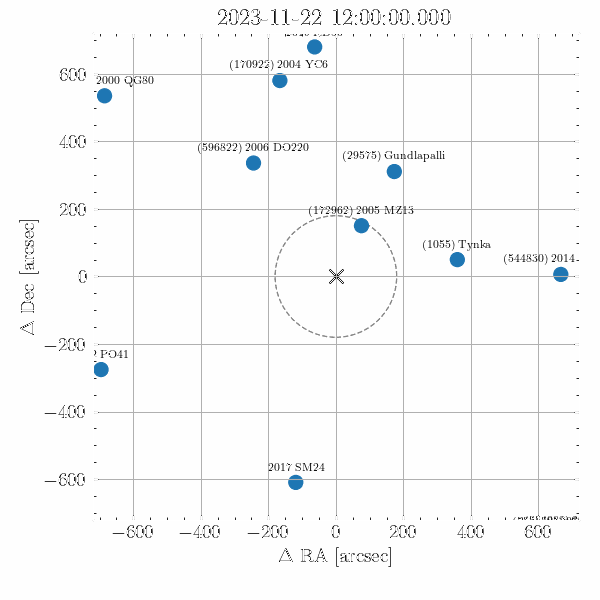 2023-11-22 12:00:00.000
(170922) 2004 YC6
2000 QG80
(596822) 2006 DO220
(29575) Gundlapalli
(172962) 2005 MZ13
(1055) Tynka
(544830) 2014
PO41
2017 SM24
600
400
200
0
−200
−400
−600
Δ Dec [arcsec]
−600 −400 −200 0 200 400 600
Δ RA [arcsec]